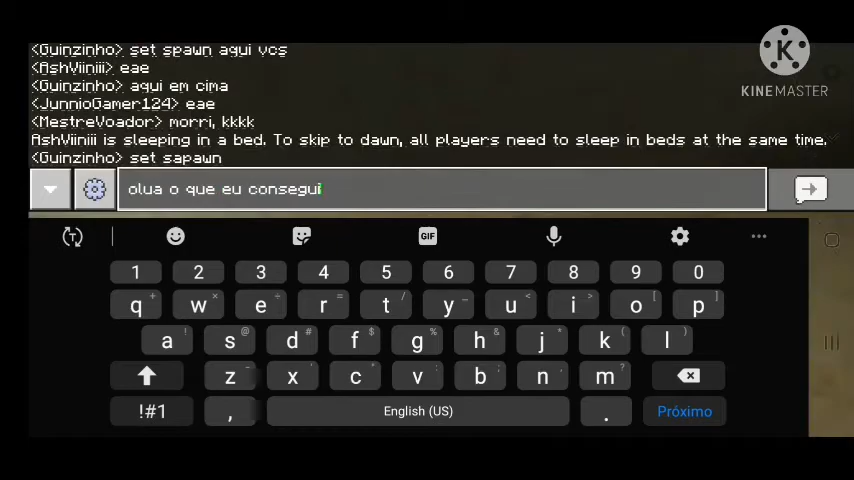 <Guinzinho> set spawn aqui vcs
<AshViiniii> eae
<Guinzinho> aqui em cima
<JunnioGamer124> eae
<MestreVoador> morri, kkkk
AshViiniii is sleeping in a bed. To skip to dawn, all players need to sleep in beds at the same time.
<Guinzinho> set sapawn
olua o que eu consegui
K
KINEMASTER
T
GIF
1 2 3 4 5 6 7 8 9 0
q + w × e ÷ r = t / y _ u < i > o [ p ]
a ! s @ d # f $ g % h & j * k ( l )
z - x ' c " v : b ; n , m ?
!#1 , English (US) . Próximo